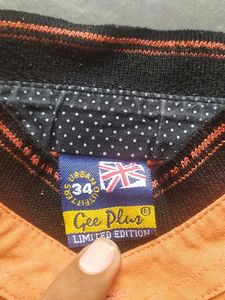 URBAN OUTFITTERS
34
Gee Plus®
LIMITED EDITION